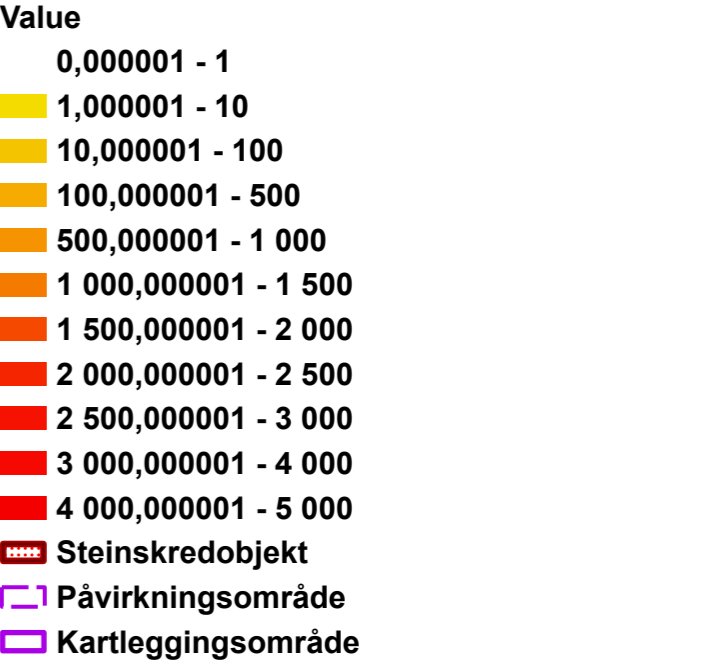 Value
0,000001 - 1
1,000001 - 10
10,000001 - 100
100,000001 - 500
500,000001 - 1 000
1 000,000001 - 1 500
1 500,000001 - 2 000
2 000,000001 - 2 500
2 500,000001 - 3 000
3 000,000001 - 4 000
4 000,000001 - 5 000
Steinskredobjekt
Påvirkningsområde
Kartleggingsområde